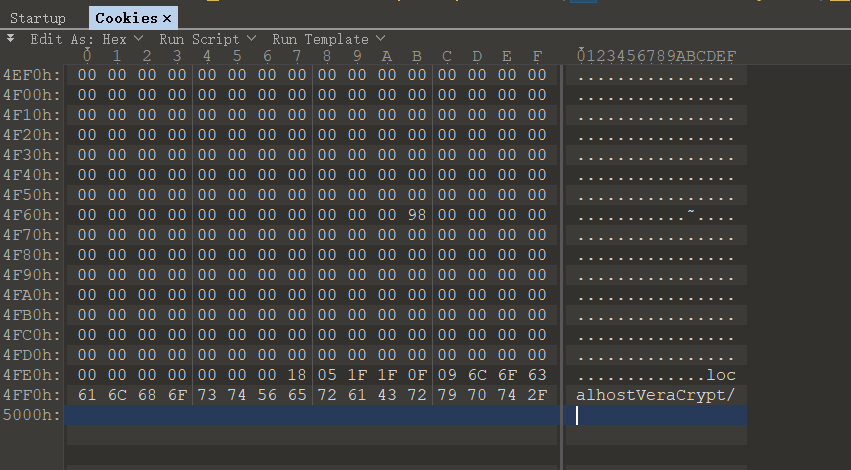 Startup Cookies ×
Edit As: Hex Run Script Run Template
0 1 2 3 4 5 6 7 8 9 A B C D E F 0123456789ABCDEF
4EF0h: 00 00 00 00 00 00 00 00 00 00 00 00 00 00 00 00 ................
4F00h: 00 00 00 00 00 00 00 00 00 00 00 00 00 00 00 00 ................
4F10h: 00 00 00 00 00 00 00 00 00 00 00 00 00 00 00 00 ................
4F20h: 00 00 00 00 00 00 00 00 00 00 00 00 00 00 00 00 ................
4F30h: 00 00 00 00 00 00 00 00 00 00 00 00 00 00 00 00 ................
4F40h: 00 00 00 00 00 00 00 00 00 00 00 00 00 00 00 00 ................
4F50h: 00 00 00 00 00 00 00 00 00 00 00 00 00 00 00 00 ................
4F60h: 00 00 00 00 00 00 00 00 00 00 00 98 00 00 00 00 ...........˜....
4F70h: 00 00 00 00 00 00 00 00 00 00 00 00 00 00 00 00 ................
4F80h: 00 00 00 00 00 00 00 00 00 00 00 00 00 00 00 00 ................
4F90h: 00 00 00 00 00 00 00 00 00 00 00 00 00 00 00 00 ................
4FA0h: 00 00 00 00 00 00 00 00 00 00 00 00 00 00 00 00 ................
4FB0h: 00 00 00 00 00 00 00 00 00 00 00 00 00 00 00 00 ................
4FC0h: 00 00 00 00 00 00 00 00 00 00 00 00 00 00 00 00 ................
4FD0h: 00 00 00 00 00 00 00 00 00 00 00 00 00 00 00 00 ................
4FE0h: 00 00 00 00 00 00 00 18 05 1F 1F 0F 09 6C 6F 63 .............loc
4FF0h: 61 6C 68 6F 73 74 56 65 72 61 43 72 79 70 74 2F alhostVeraCrypt/
5000h: